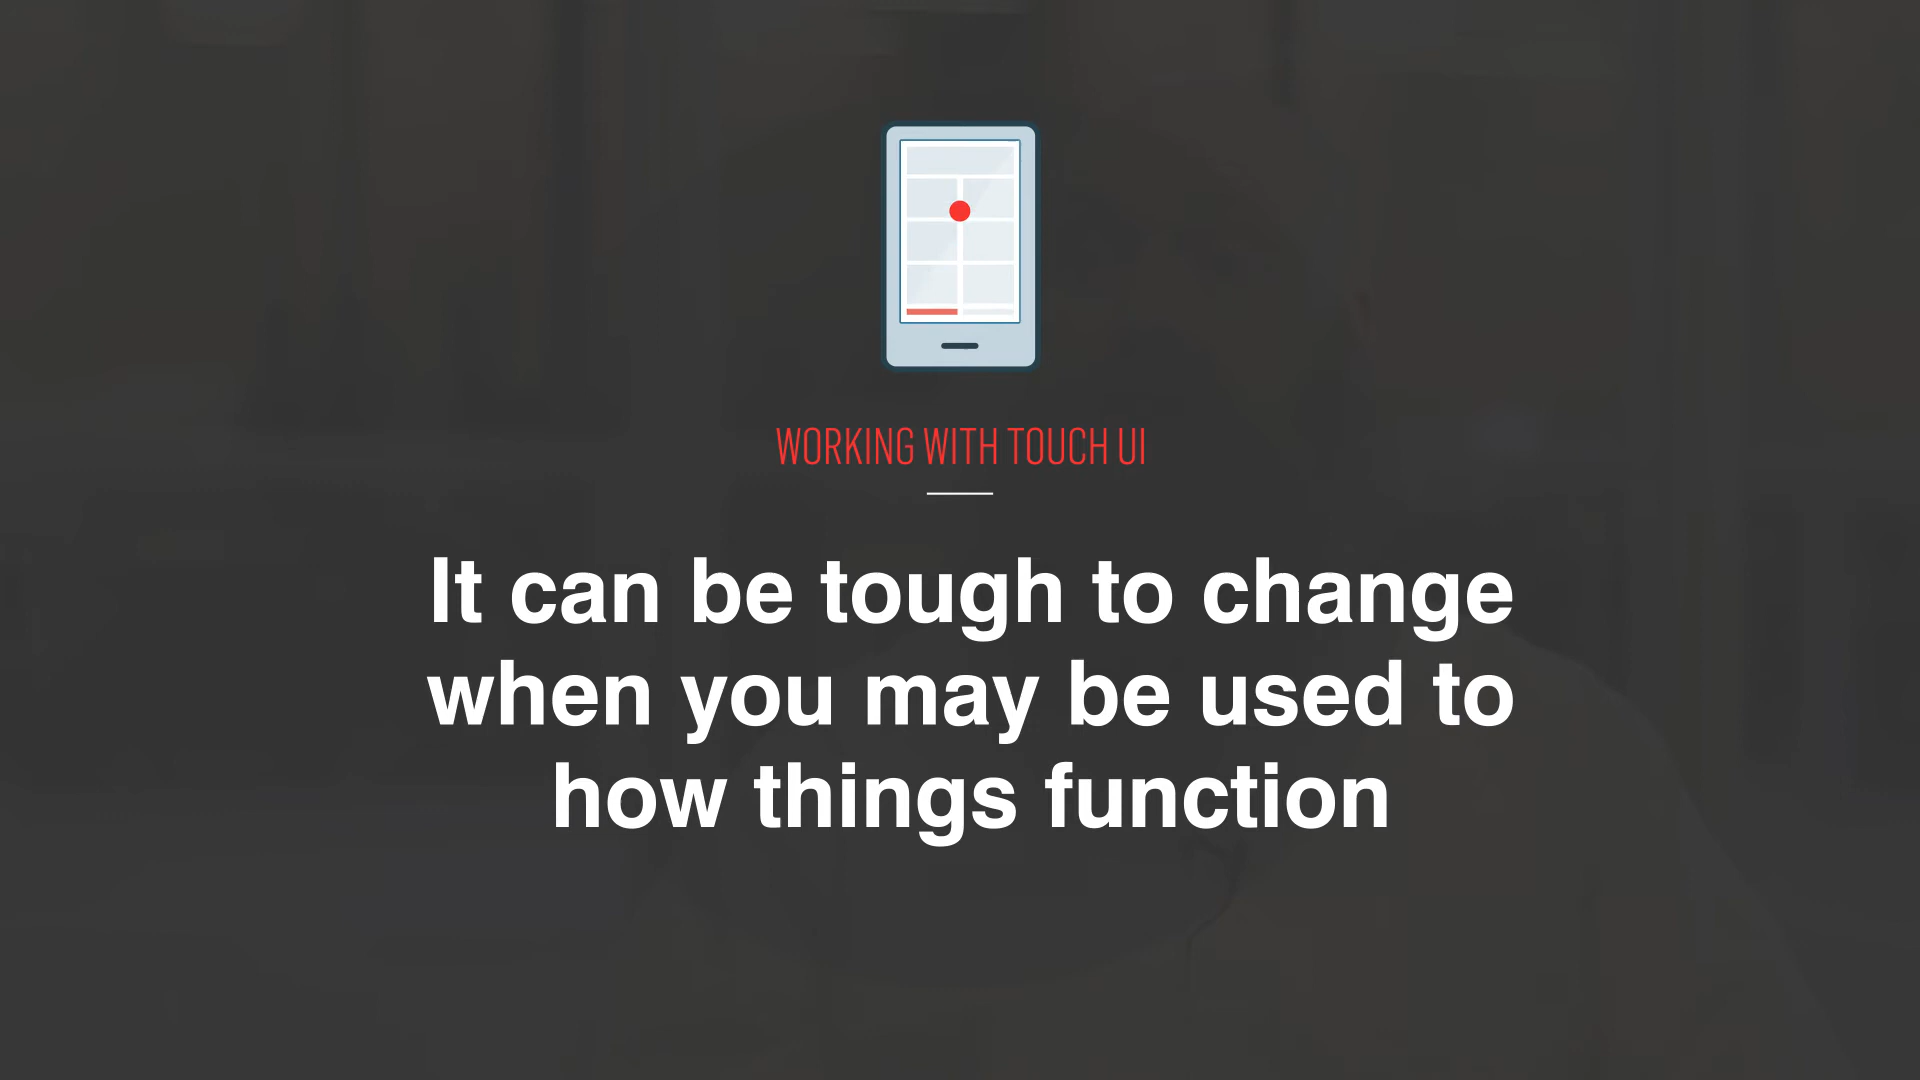 WORKING WITH TOUCH UI
It can be tough to change
when you may be used to
how things function